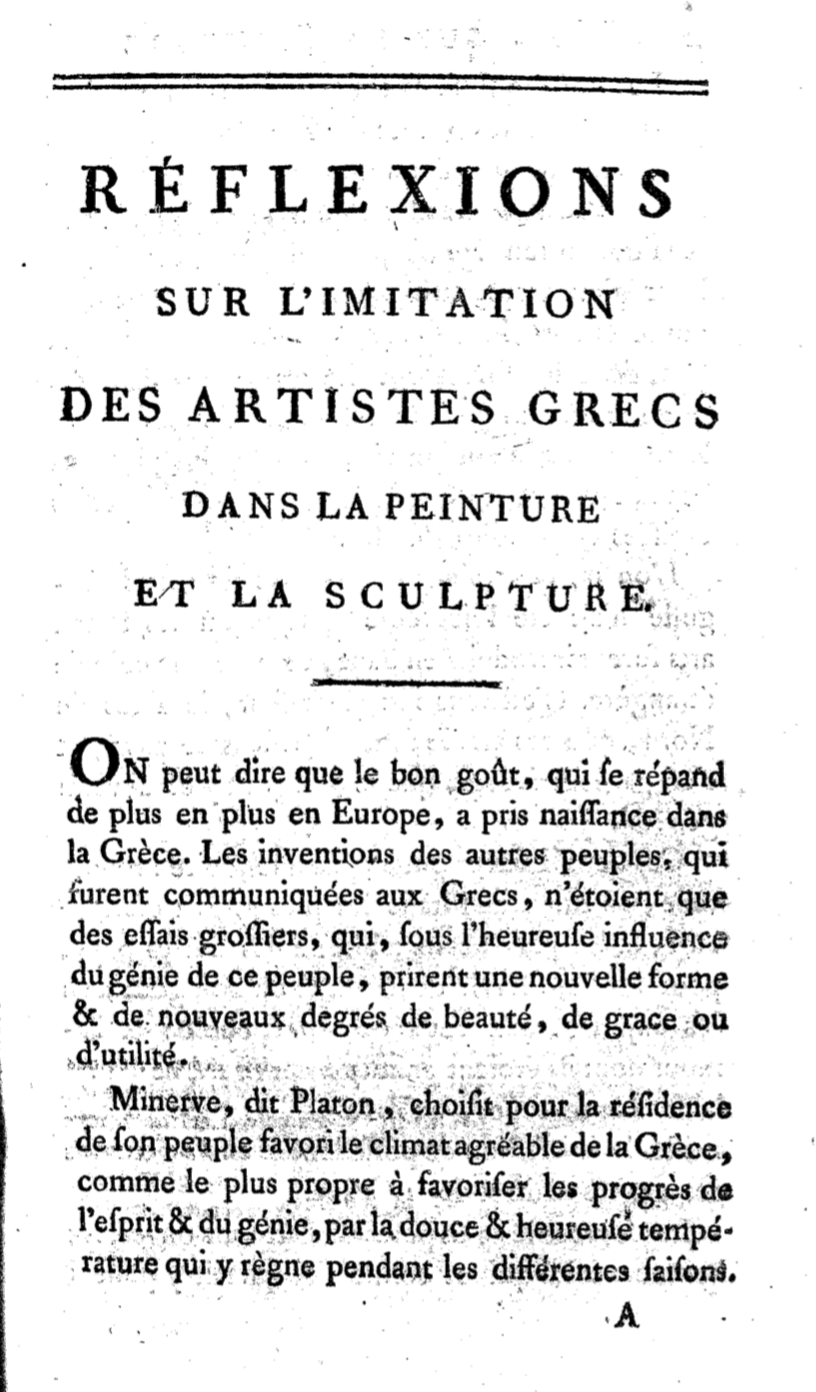 RÉFLEXIONS
SUR L'IMITATION
DES ARTISTES GRECS
DANS LA PEINTURE
ET LA SCULPTURE.
ON peut dire que le bon goût, qui ſe répand
de plus en plus en Europe, a pris naiſſance dans
la Grèce. Les inventions des autres peuples, qui
furent communiquées aux Grecs, n'étoient que
des eſſais groſſiers, qui, ſous l'heureuſe influence
du génie de ce peuple, prirent une nouvelle forme
& de nouveaux degrés de beauté, de grace ou
d'utilité.
Minerve, dit Platon, choiſit pour la réſidence
de ſon peuple favori le climat agréable de la Grèce,
comme le plus propre à favoriſer les progrès de
l'eſprit & du génie, par la douce & heureuſe tempé-
rature qui y règne pendant les différentes ſaiſons.
A